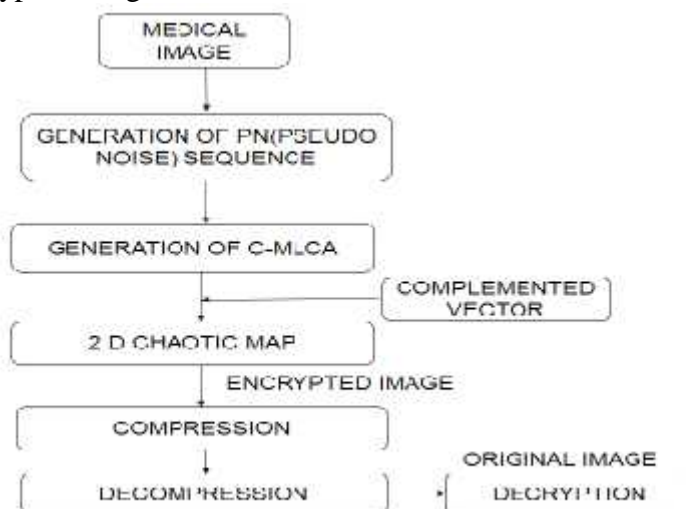 MEDICAL
IMAGE
GENERATION OF PN(PSEUDO
NOISE) SEQUENCE
GENERATION OF C-MLCA
COMPLEMENTED
VECTOR
2 D CHAOTIC MAP
ENCRYPTED IMAGE
COMPRESSION
ORIGINAL IMAGE
DECOMPRESSION
DECRYPTION